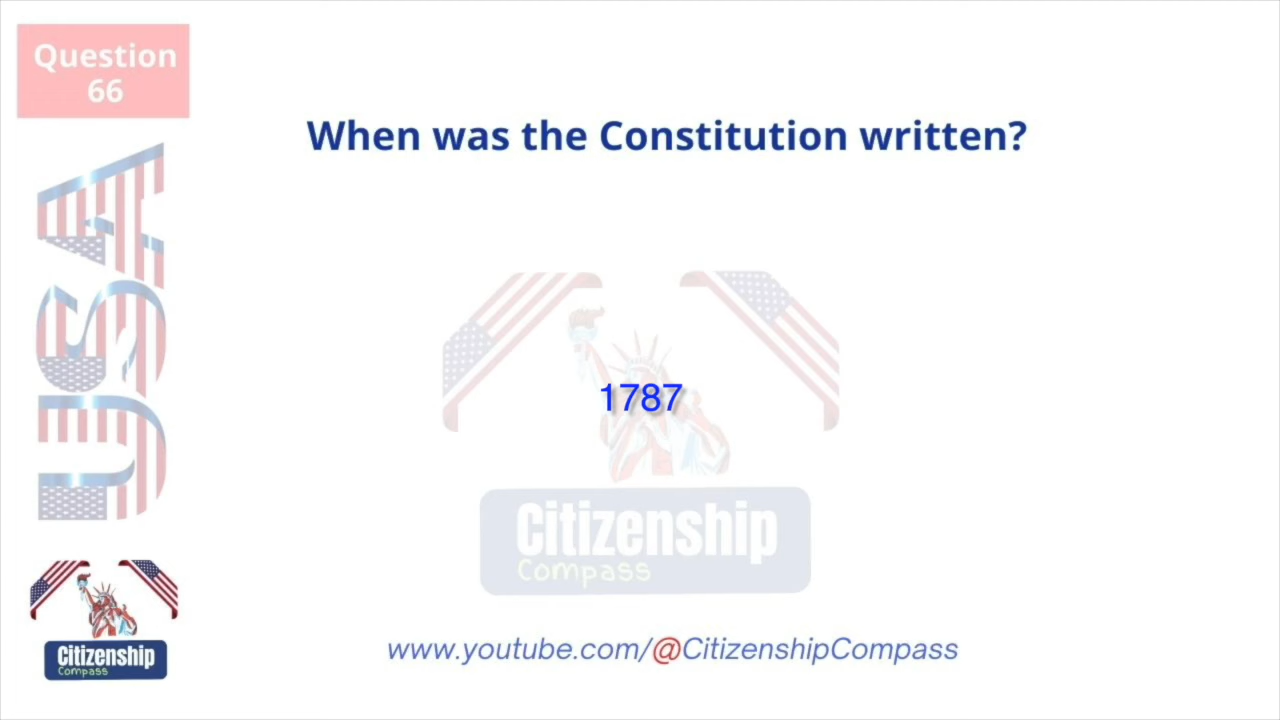 Question
66
When was the Constitution written?
USA
1787
Citizenship
Compass
Citizenship
Compass
www.youtube.com/@CitizenshipCompass